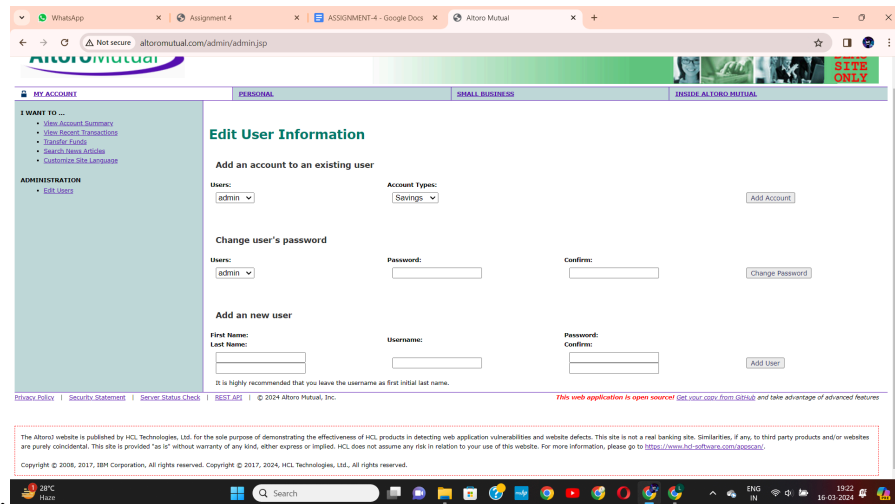 WhatsApp
Assignment 4
ASSIGNMENT-4 - Google Docs
Altoro Mutual
Not secure altoromutual.com/admin/admin.jsp
AltoroMutual
SITE
ONLY
MY ACCOUNT PERSONAL SMALL BUSINESS INSIDE ALTORO MUTUAL
I WANT TO ...
View Account Summary
View Recent Transactions
Transfer Funds
Search News Articles
Customize Site Language
ADMINISTRATION
Edit Users
Edit User Information
Add an account to an existing user
Users: Account Types:
admin Savings Add Account
Change user's password
Users: Password: Confirm:
admin Change Password
Add an new user
First Name:
Last Name:
Username:
Password:
Confirm:
Add User
It is highly recommended that you leave the username as first initial last name.
Privacy Policy | Security Statement | Server Status Check | REST API | © 2024 Altoro Mutual, Inc. This web application is open source! Get your copy from GitHub and take advantage of advanced features
The AltoroJ website is published by HCL Technologies, Ltd. for the sole purpose of demonstrating the effectiveness of HCL products in detecting web application vulnerabilities and website defects. This site is not a real banking site. Similarities, if any, to third party products and/or websites
are purely coincidental. This site is provided "as is" without warranty of any kind, either express or implied. HCL does not assume any risk in relation to your use of this website. For more information, please go to https://www.hcl-software.com/appscan/.
Copyright © 2008, 2017, IBM Corporation, All rights reserved. Copyright © 2017, 2024, HCL Technologies, Ltd., All rights reserved.
28°C
Haze
Search
ENG
IN
19:22
16-03-2024